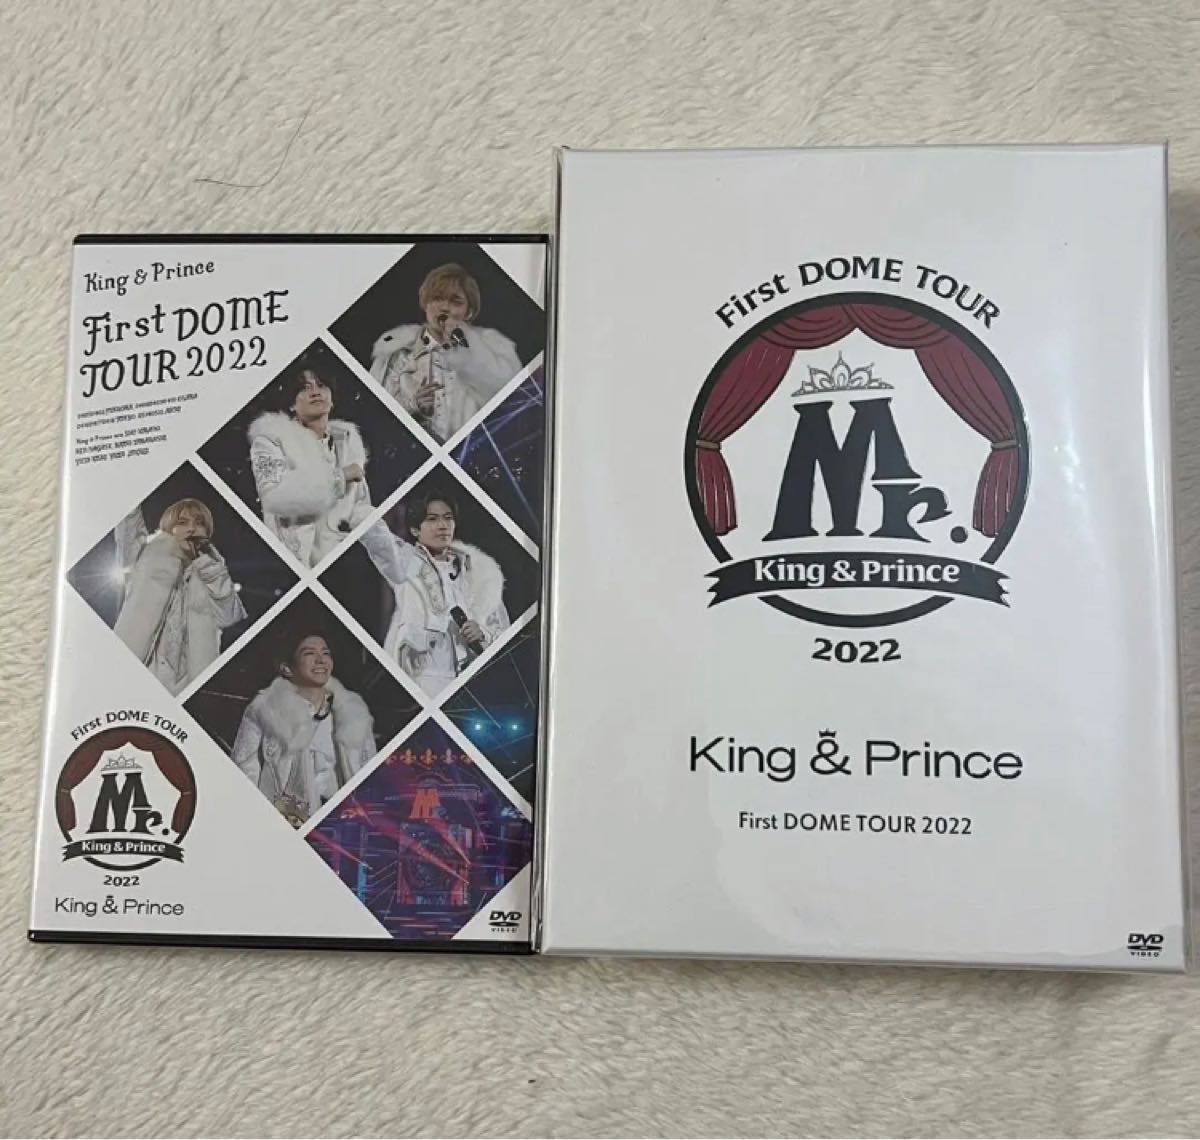 King & Prince
First DOME
TOUR 2022
First DOME TOUR
Mr.
King & Prince
2022
King & Prince
DVD
VIDEO
First DOME TOUR
Mr.
King & Prince
2022
King & Prince
First DOME TOUR 2022
DVD
VIDEO